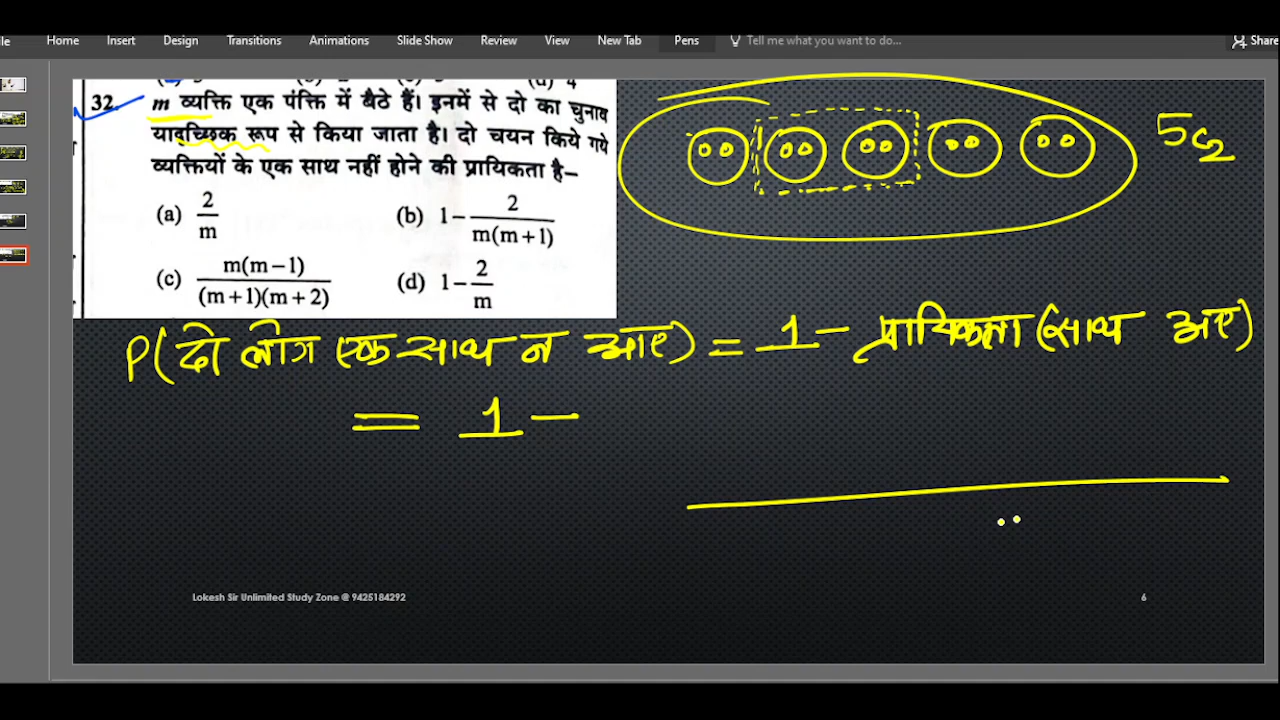 Home Insert Design Transitions Animations Slide Show Review View New Tab Pens Tell me what you want to do... Share
32. m व्यक्ति एक पंक्ति में बैठे हैं। इनमें से दो का चुनाव
यादृच्छिक रूप से किया जाता है। दो चयन किये गये
व्यक्तियों के एक साथ नहीं होने की प्रायिकता है–
(a) 2/m (b) 1 – 2/m(m+1)
(c) m(m–1)/(m+1)(m+2) (d) 1 – 2/m
5c2
P(दो लोग एक साथ न आए) = 1 – प्रायिकता (साथ आए)
= 1 –
Lokesh Sir Unlimited Study Zone @ 9425184292
6